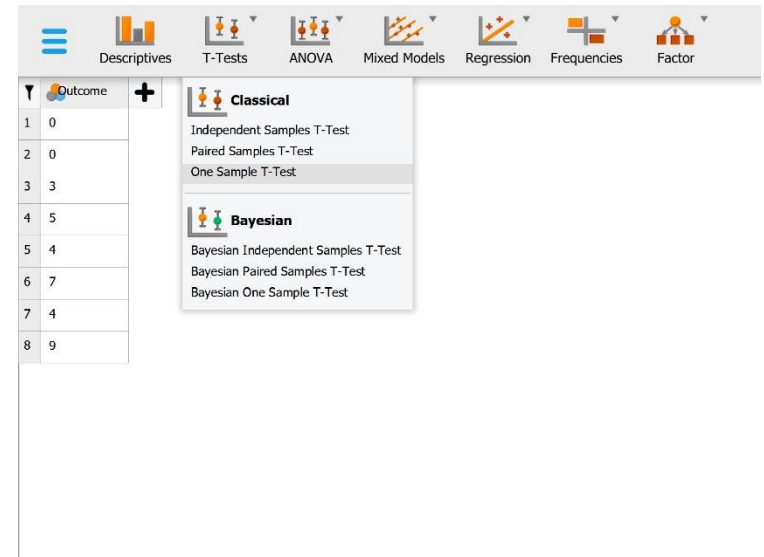 Descriptives T-Tests ANOVA Mixed Models Regression Frequencies Factor
Outcome
1 0
2 0
3 3
4 5
5 4
6 7
7 4
8 9
Classical
Independent Samples T-Test
Paired Samples T-Test
One Sample T-Test
Bayesian
Bayesian Independent Samples T-Test
Bayesian Paired Samples T-Test
Bayesian One Sample T-Test